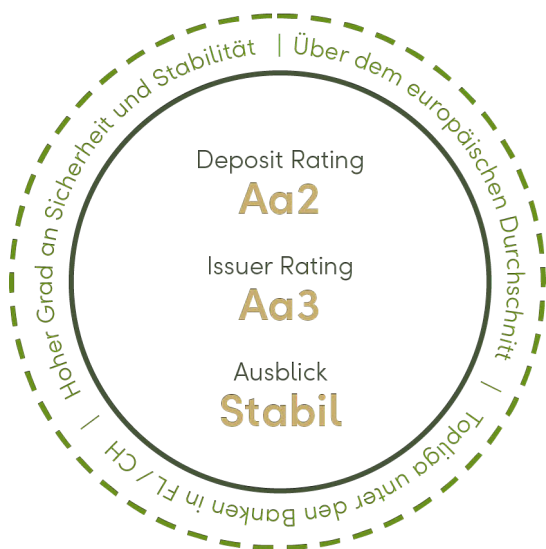 Hoher Grad an Sicherheit und Stabilität | Über dem europäischen Durchschnitt | Topliga unter den Banken in FL / CH |
Deposit Rating
Aa2
Issuer Rating
Aa3
Ausblick
Stabil